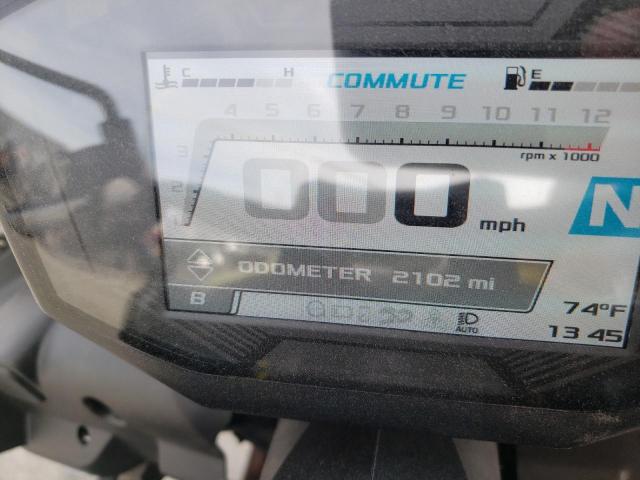 C H COMMUTE E
4 5 6 7 8 9 10 11 12
3
rpm x 1000
2
000 mph N
1
ODOMETER 2102 mi
B 74°F
AUTO 13 45